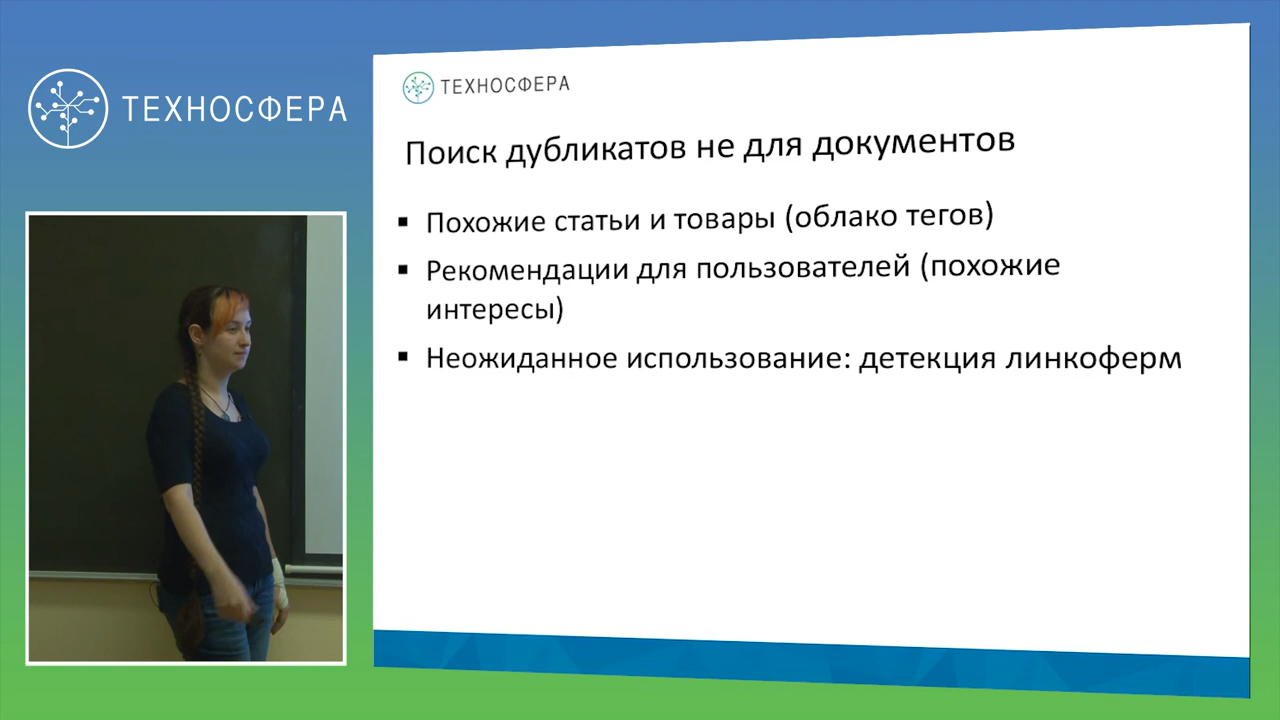 ТЕХНОСФЕРА
ТЕХНОСФЕРА
Поиск дубликатов не для документов
▪ Похожие статьи и товары (облако тегов)
▪ Рекомендации для пользователей (похожие
интересы)
▪ Неожиданное использование: детекция линкоферм